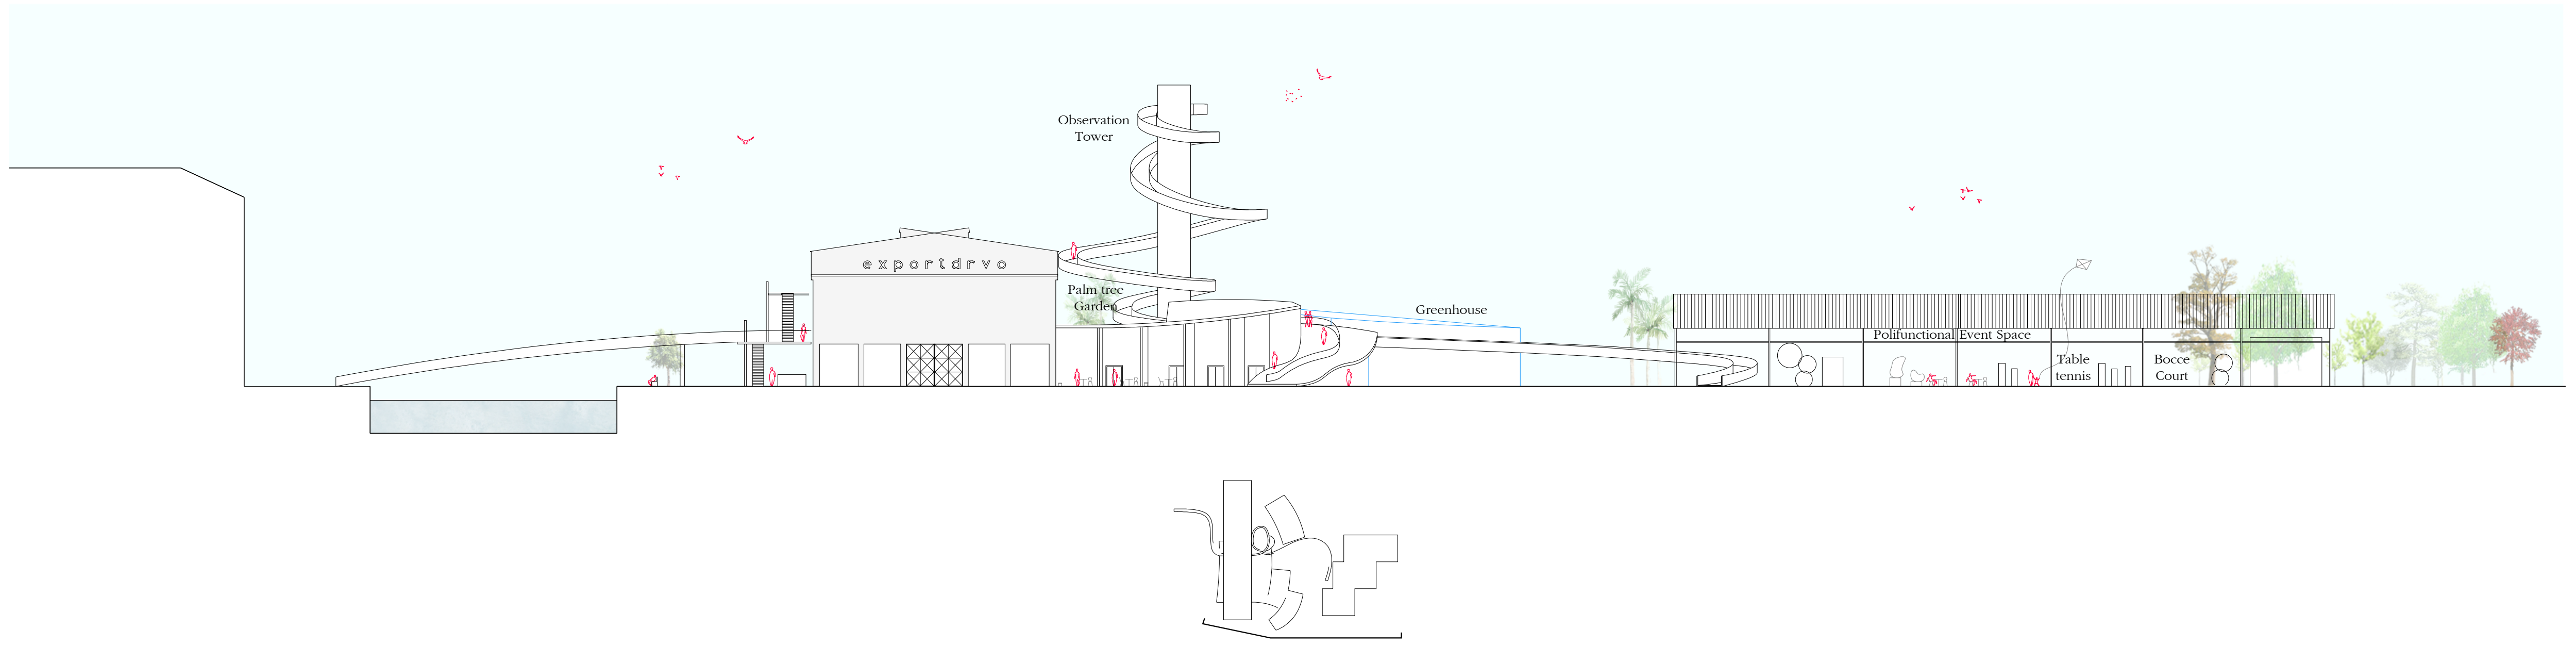 Observation
Tower
exportdrvo
Palm tree
Garden
Greenhouse
Polifunctional Event Space
Table
tennis
Bocce
Court